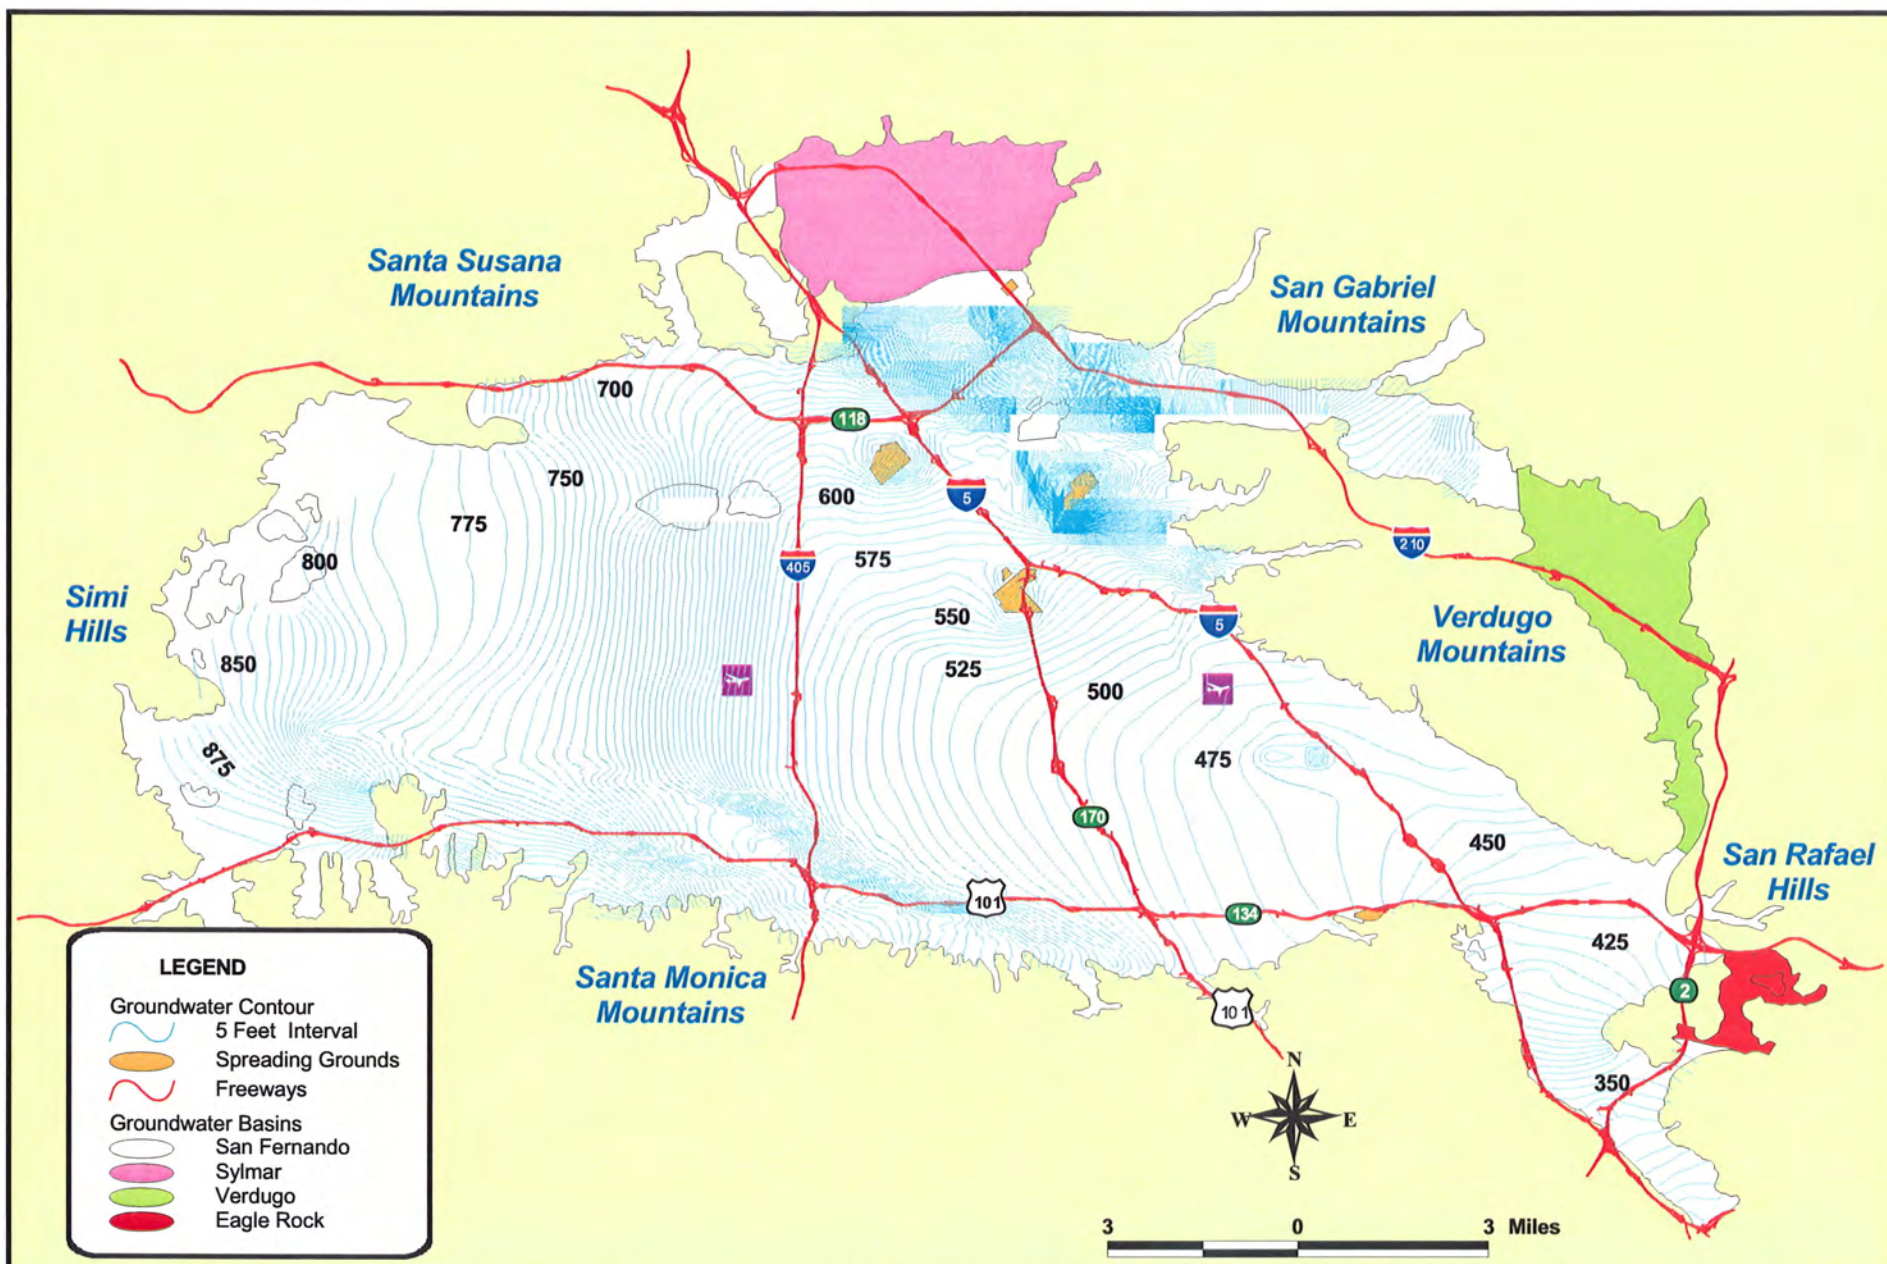 Santa Susana
Mountains
San Gabriel
Mountains
700
118
750
600
5
775
800
405
575
210
Simi
Hills
550
5
Verdugo
Mountains
850
525
500
875
475
170
450
San Rafael
Hills
101
134
425
Santa Monica
Mountains
2
101
350
LEGEND
Groundwater Contour
5 Feet Interval
Spreading Grounds
Freeways
Groundwater Basins
San Fernando
Sylmar
Verdugo
Eagle Rock
N
W
E
S
3 0 3 Miles